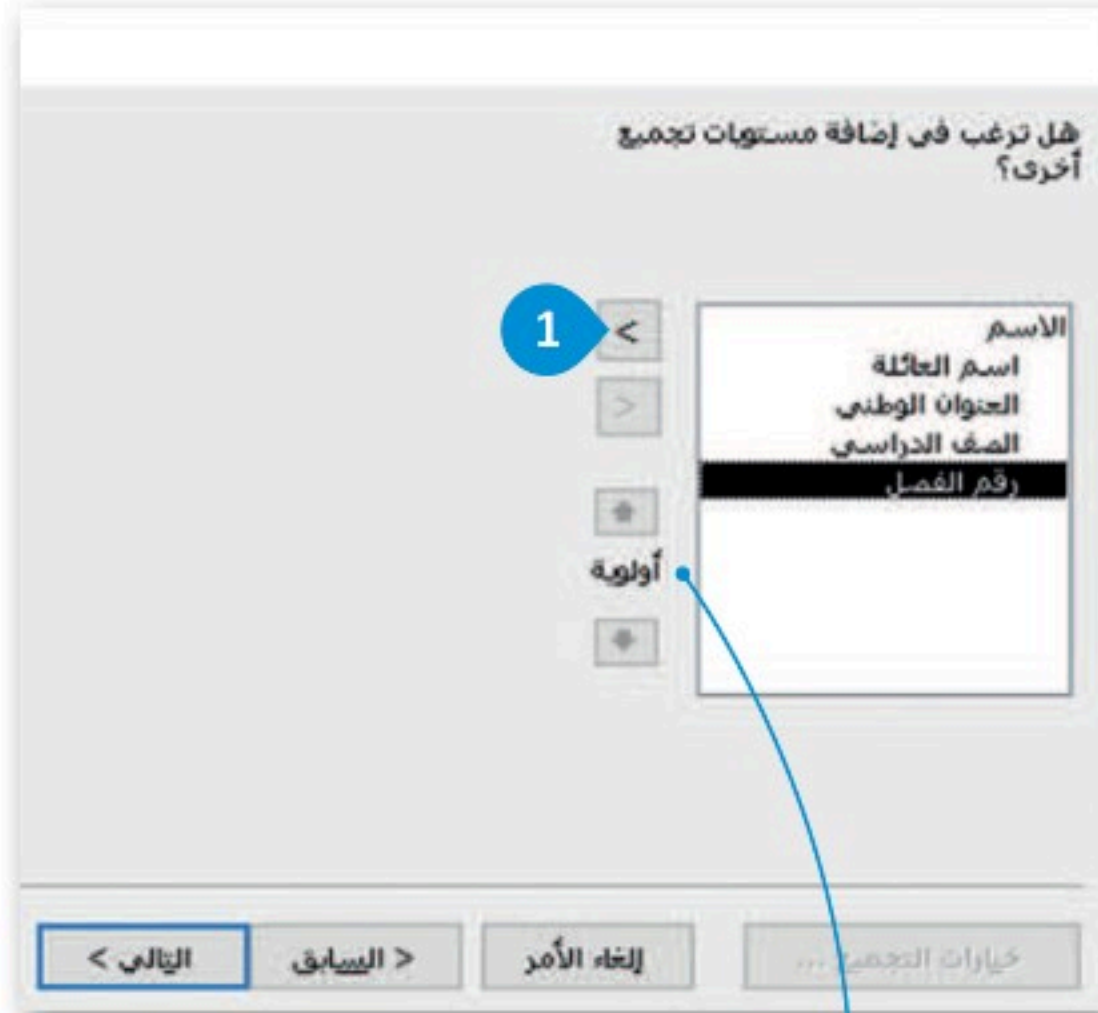 هل ترغب في إضافة مستويات تجميع
أخرى؟
1
<
>
الاسم
اسم العائلة
العنوان الوطني
الصف الدراسي
رقم الفصل
أولوية
خيارات التجميع ...
إلغاء الأمر
< السابق
التالي >